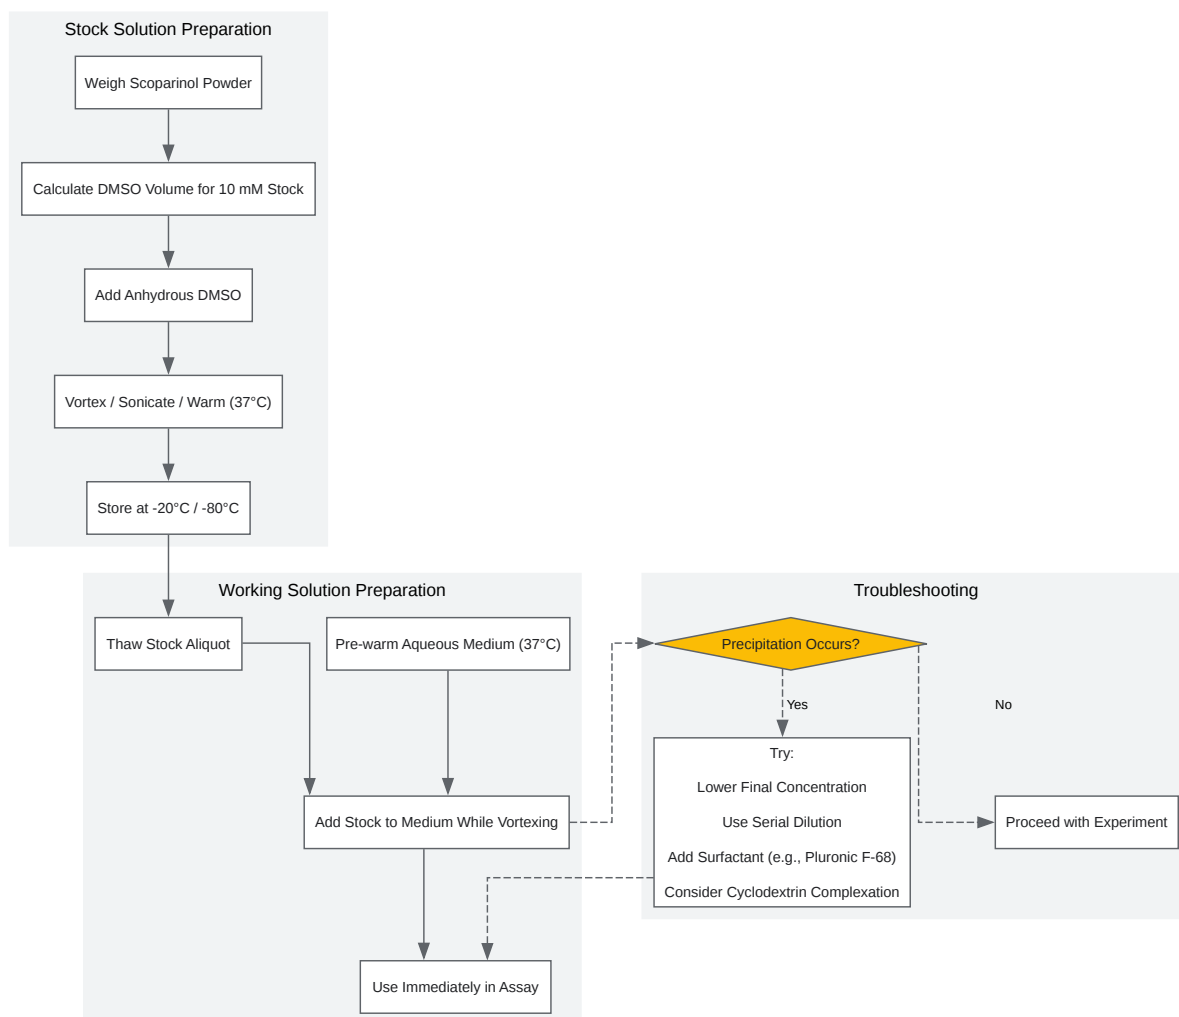 Stock Solution Preparation
Weigh Scoparinol Powder
Calculate DMSO Volume for 10 mM Stock
Add Anhydrous DMSO
Vortex / Sonicate / Warm (37°C)
Store at -20°C / -80°C
Working Solution Preparation
Thaw Stock Aliquot
Pre-warm Aqueous Medium (37°C)
Add Stock to Medium While Vortexing
Use Immediately in Assay
Troubleshooting
Precipitation Occurs?
Yes
No
Try:
Lower Final Concentration
Use Serial Dilution
Add Surfactant (e.g., Pluronic F-68)
Consider Cyclodextrin Complexation
Proceed with Experiment